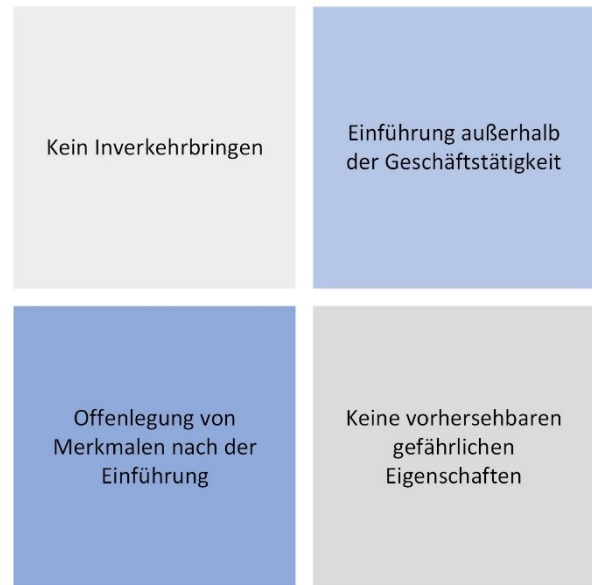 Kein Inverkehrbringen
Einführung außerhalb
der Geschäftstätigkeit
Offenlegung von
Merkmalen nach der
Einführung
Keine vorhersehbaren
gefährlichen
Eigenschaften